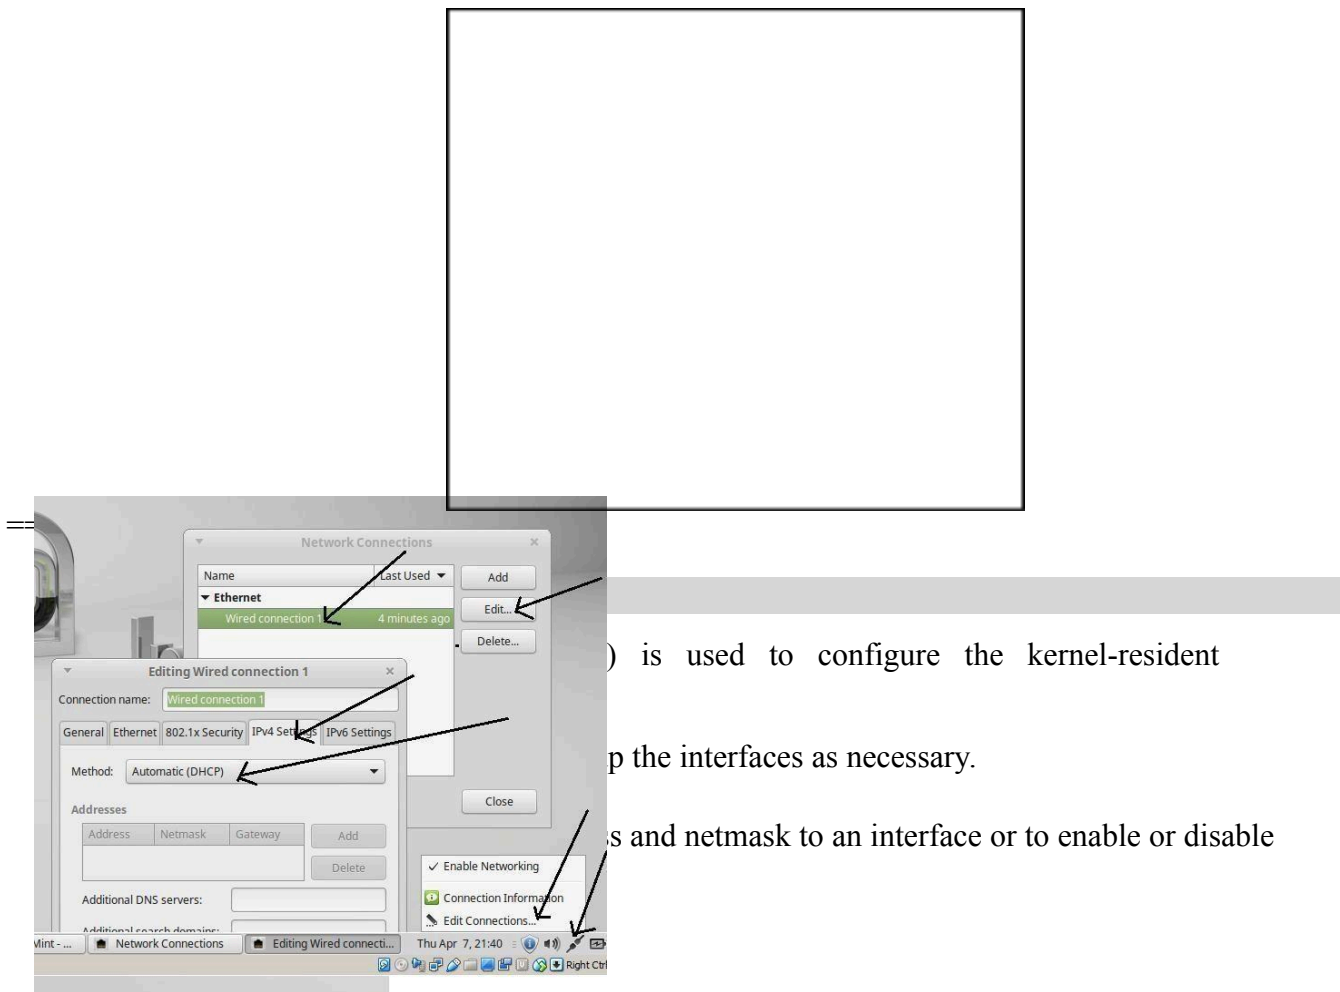 ==
Network Connections
Name Last Used
Add
Ethernet
Edit...
Wired connection 1 4 minutes ago
Delete...
) is used to configure the kernel-resident
Editing Wired connection 1
Connection name: Wired connection 1
General Ethernet 802.1x Security IPv4 Settings IPv6 Settings
Method: Automatic (DHCP)
p the interfaces as necessary.
Close
Addresses
Address Netmask Gateway Add
s and netmask to an interface or to enable or disable
Delete
Enable Networking
Additional DNS servers:
Connection Information
Edit Connections...
Additional search domains:
Mint - ... Network Connections Editing Wired connecti... Thu Apr 7, 21:40
Right Ctrl